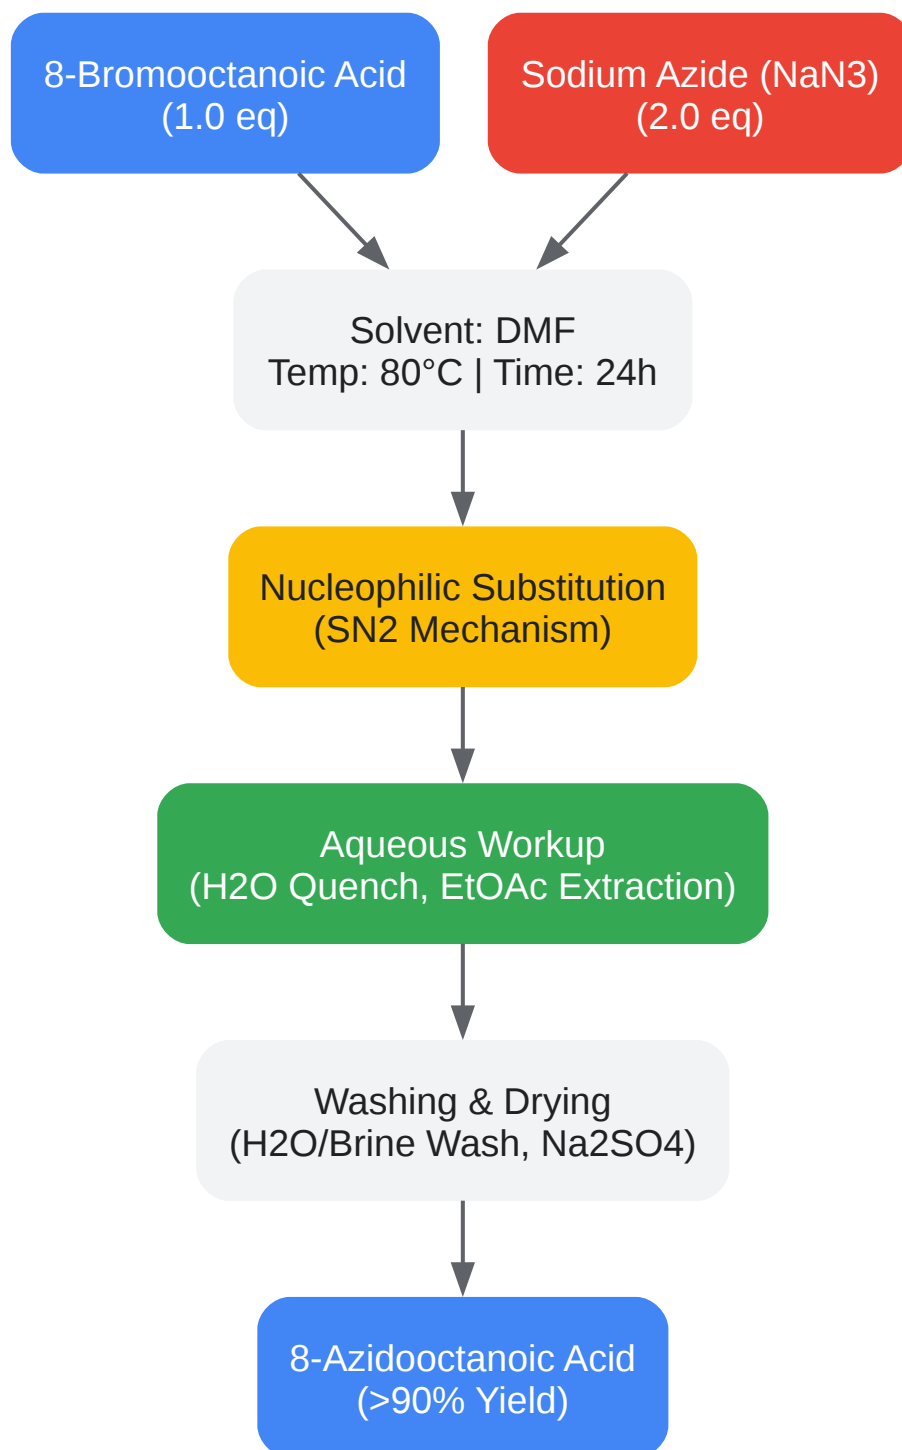 8-Bromooctanoic Acid
(1.0 eq)
Sodium Azide (NaN3)
(2.0 eq)
Solvent: DMF
Temp: 80°C | Time: 24h
Nucleophilic Substitution
(SN2 Mechanism)
Aqueous Workup
(H2O Quench, EtOAc Extraction)
Washing & Drying
(H2O/Brine Wash, Na2SO4)
8-Azidooctanoic Acid
(>90% Yield)